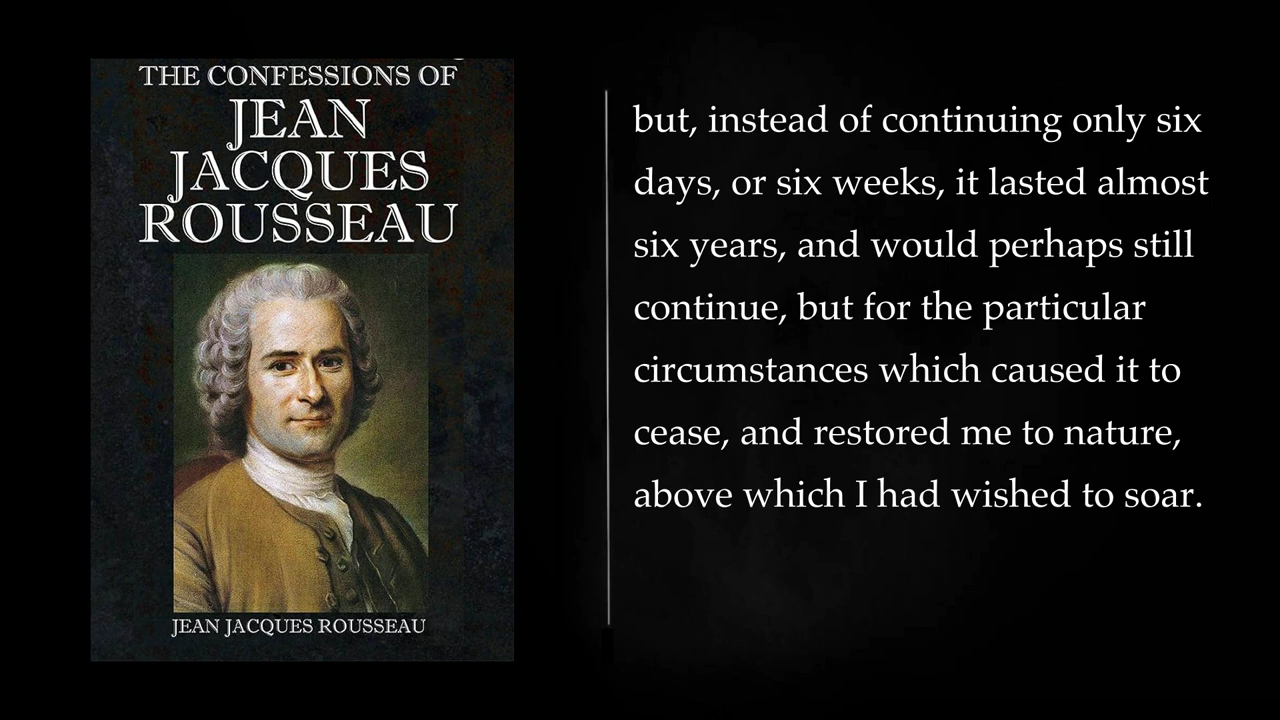 THE CONFESSIONS OF
JEAN
JACQUES
ROUSSEAU
JEAN JACQUES ROUSSEAU
but, instead of continuing only six
days, or six weeks, it lasted almost
six years, and would perhaps still
continue, but for the particular
circumstances which caused it to
cease, and restored me to nature,
above which I had wished to soar.